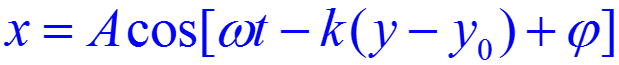 x = A cos[ωt − k(y − y₀) + φ]